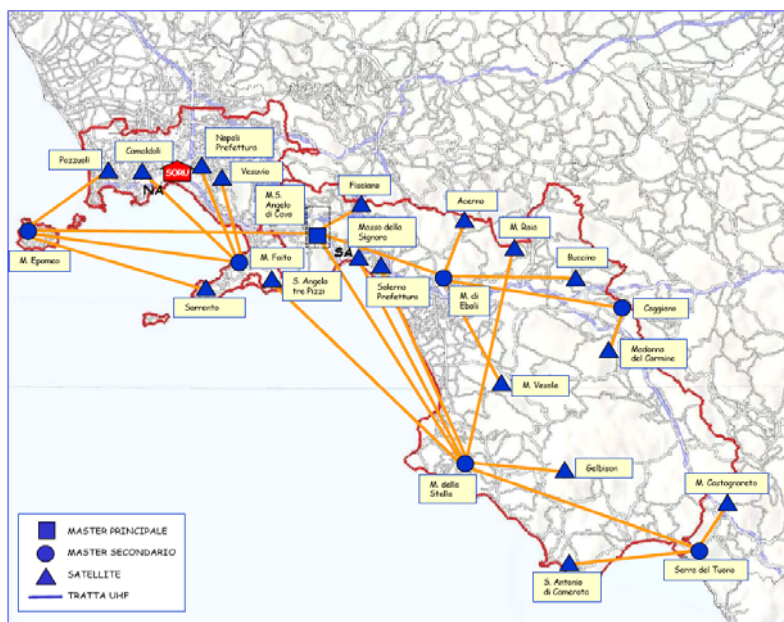 Pozzuoli
Camaldoli
Napoli
Prefettura
SORU
Vesuvio
NA
M.S.
Angelo
di Cava
Fisciano
Masso della
Signora
Acerno
M. Raia
SA
M. Epomeo
M. Faito
Buccino
Sorrento
S. Angelo
tre Pizzi
Salerno
Prefettura
M. di
Eboli
Caggiano
Madonna
del Carmine
M. Vesole
M. della
Stella
Gelbison
M. Castagnareto
Serra del Tuono
S. Antonio
di Camerota
MASTER PRINCIPALE
MASTER SECONDARIO
SATELLITE
TRATTA UHF